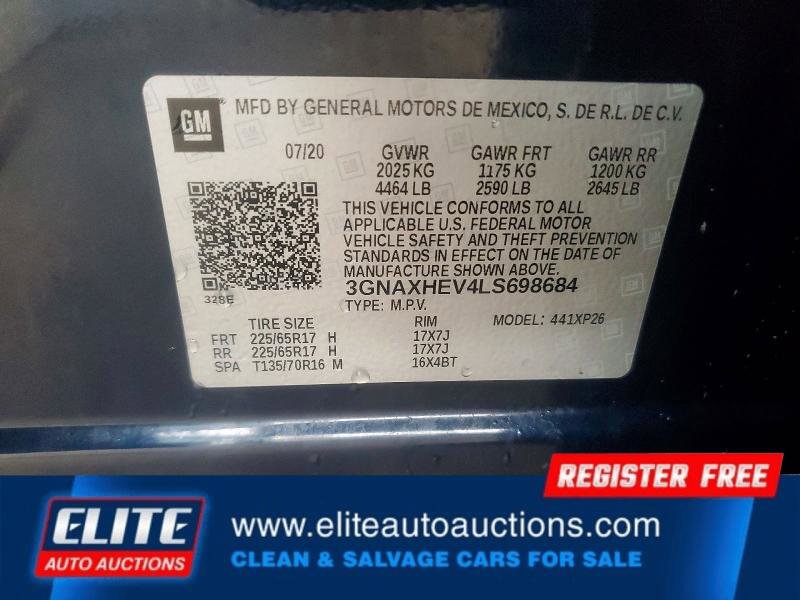 GM
MFD BY GENERAL MOTORS DE MEXICO, S. DE R.L. DE C.V.
07/20 GVWR GAWR FRT GAWR RR
2025 KG 1175 KG 1200 KG
4464 LB 2590 LB 2645 LB
THIS VEHICLE CONFORMS TO ALL
APPLICABLE U.S. FEDERAL MOTOR
VEHICLE SAFETY AND THEFT PREVENTION
STANDARDS IN EFFECT ON THE DATE OF
MANUFACTURE SHOWN ABOVE.
3GNAXHEV4LS698684
M
328E
TYPE: M.P.V.
TIRE SIZE RIM MODEL: 441XP26
FRT 225/65R17 H 17X7J
RR 225/65R17 H 17X7J
SPA T135/70R16 M 16X4BT
REGISTER FREE
ELITE
AUTO AUCTIONS
www.eliteautoauctions.com
CLEAN & SALVAGE CARS FOR SALE